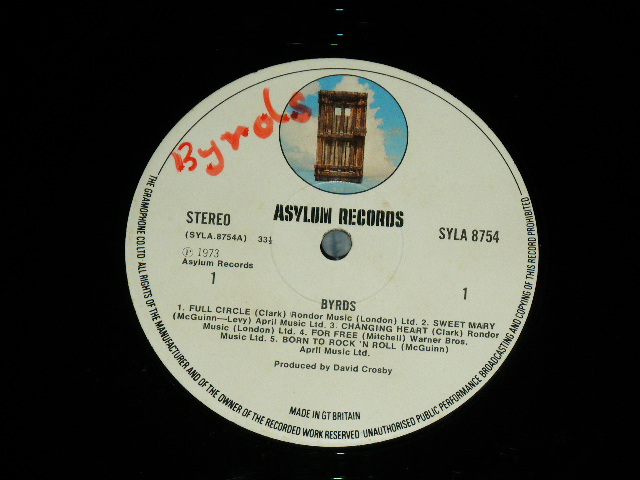 Byrds
ASYLUM RECORDS
STEREO
(SYLA.8754A) 33⅓
SYLA 8754
Ⓟ 1973
Asylum Records
1
1
BYRDS
1. FULL CIRCLE (Clark) Rondor Music (London) Ltd. 2. SWEET MARY
(McGuinn—Levy) April Music Ltd. 3. CHANGING HEART (Clark) Rondor
Music (London) Ltd. 4. FOR FREE (Mitchell) Warner Bros.
Music Ltd. 5. BORN TO ROCK 'N ROLL (McGuinn)
April Music Ltd.
Produced by David Crosby
MADE IN GT BRITAIN
THE GRAMOPHONE CO. LTD. ALL RIGHTS OF THE MANUFACTURER AND OF THE OWNER OF THE RECORDED WORK RESERVED UNAUTHORISED PUBLIC PERFORMANCE BROADCASTING AND COPYING OF THIS RECORD PROHIBITED